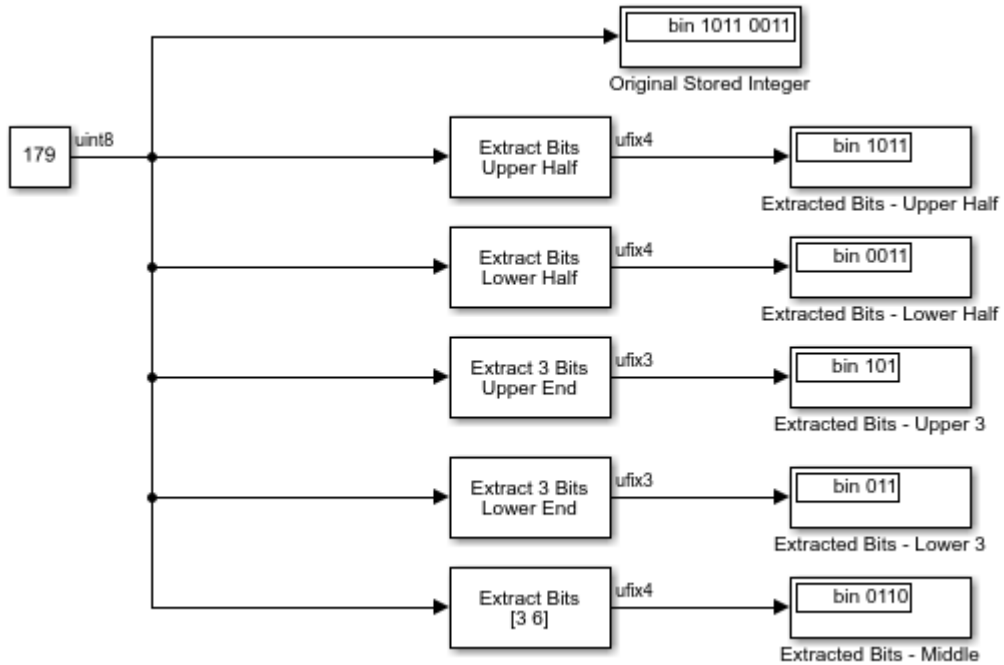 bin 1011 0011
Original Stored Integer
179
uint8
Extract Bits
Upper Half
ufix4
bin 1011
Extracted Bits - Upper Half
Extract Bits
Lower Half
ufix4
bin 0011
Extracted Bits - Lower Half
Extract 3 Bits
Upper End
ufix3
bin 101
Extracted Bits - Upper 3
Extract 3 Bits
Lower End
ufix3
bin 011
Extracted Bits - Lower 3
Extract Bits
[3 6]
ufix4
bin 0110
Extracted Bits - Middle